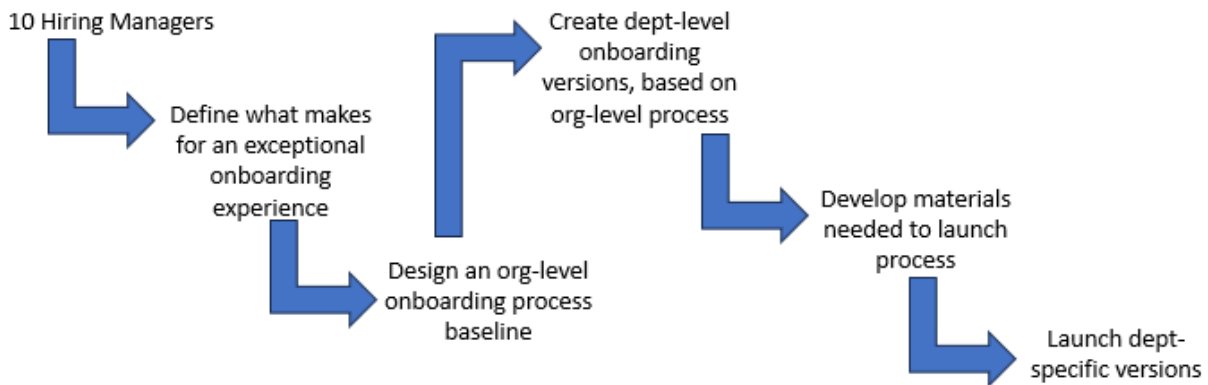 10 Hiring Managers
Define what makes
for an exceptional
onboarding
experience
Design an org-level
onboarding process
baseline
Create dept-level
onboarding
versions, based on
org-level process
Develop materials
needed to launch
process
Launch dept-
specific versions